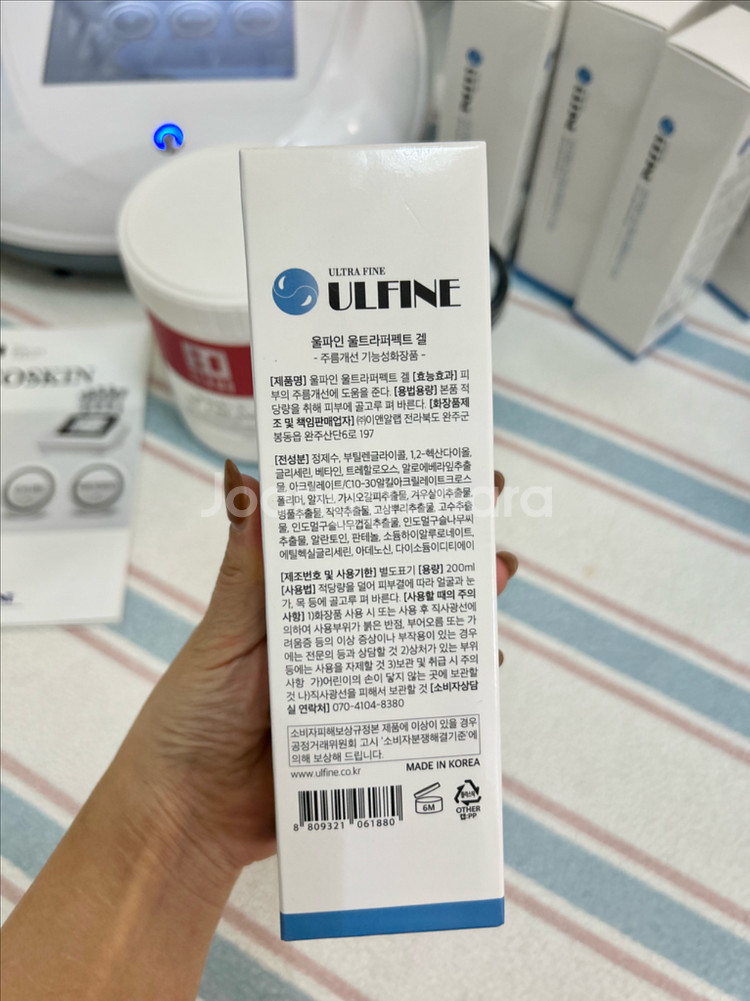 ULTRA FINE
ULFINE
울파인 울트라퍼펙트 겔
- 주름개선 기능성화장품 -
[제품명] 울파인 울트라퍼펙트 겔 [효능효과] 피
부의 주름개선에 도움을 준다. [용법용량] 본품 적
당량을 취해 피부에 골고루 펴 바른다. [화장품제
조 및 책임판매업자] ㈜이앤알랩 전라북도 완주군
봉동읍 완주산단6로 197
[전성분] 정제수, 부틸렌글라이콜, 1,2-헥산다이올,
글리세린, 베타인, 트레할로오스, 알로에베라잎추출
물, 아크릴레이트/C10-30알킬아크릴레이트크로스
폴리머, 알지닌, 가시오갈피추출물, 겨우살이추출물,
병풀추출물, 작약추출물, 고삼뿌리추출물, 고수추출
물, 인도멀구슬나무껍질추출물, 인도멀구슬나무씨
추출물, 알란토인, 판테놀, 소듐하이알루로네이트,
에틸헥실글리세린, 아데노신, 다이소듐이디티에이
[제조번호 및 사용기한] 별도표기 [용량] 200ml
[사용법] 적당량을 덜어 피부결에 따라 얼굴과 눈
가, 목 등에 골고루 펴 바른다. [사용할 때의 주의
사항] 1)화장품 사용 시 또는 사용 후 직사광선에
의하여 사용부위가 붉은 반점, 부어오름 또는 가
려움증 등의 이상 증상이나 부작용이 있는 경우
에는 전문의 등과 상담할 것 2)상처가 있는 부위
등에는 사용을 자제할 것 3)보관 및 취급 시 주의
사항 가)어린이의 손이 닿지 않는 곳에 보관할
것 나)직사광선을 피해서 보관할 것 [소비자상담
실 연락처] 070-4104-8380
소비자피해보상규정본 제품에 이상이 있을 경우
공정거래위원회 고시 '소비자분쟁해결기준'에
의해 보상해 드립니다.
www.ulfine.co.kr
MADE IN KOREA
8 809321 061880
6M
OTHER
캡:PP
OSKIN